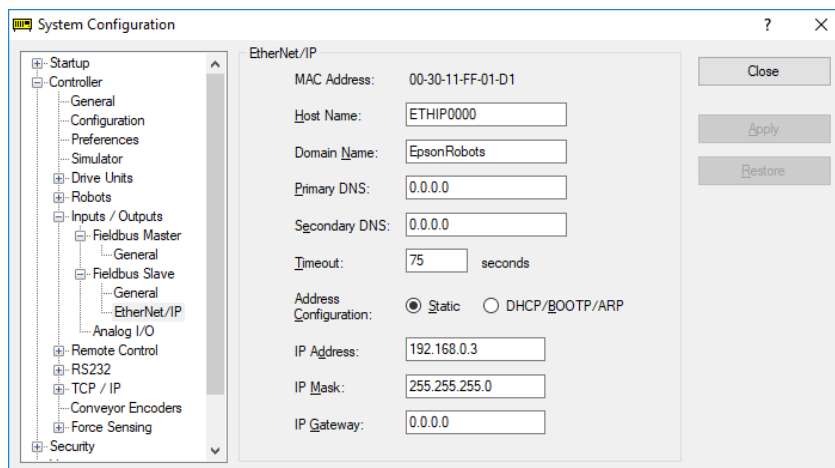 System Configuration
Startup
Controller
General
Configuration
Preferences
Simulator
Drive Units
Robots
Inputs / Outputs
Fieldbus Master
General
Fieldbus Slave
General
EtherNet/IP
Analog I/O
Remote Control
RS232
TCP / IP
Conveyor Encoders
Force Sensing
Security
EtherNet/IP
MAC Address: 00-30-11-FF-01-D1
Host Name: ETHIP0000
Domain Name: EpsonRobots
Primary DNS: 0.0.0.0
Secondary DNS: 0.0.0.0
Timeout: 75 seconds
Address
Configuration: Static DHCP/BOOTP/ARP
IP Address: 192.168.0.3
IP Mask: 255.255.255.0
IP Gateway: 0.0.0.0
Close
Apply
Restore